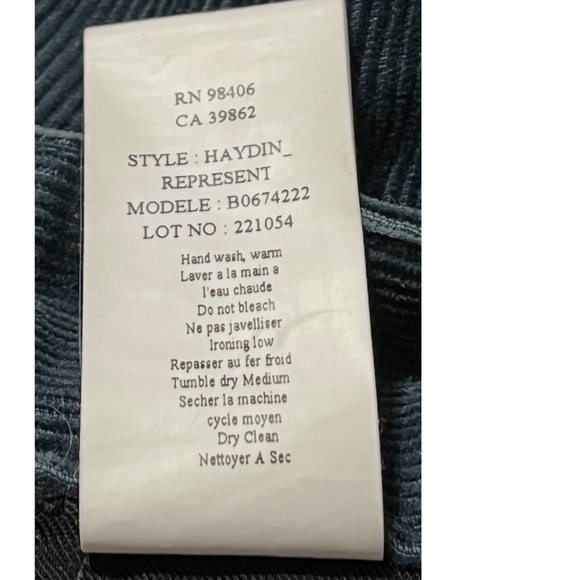 RN 98406
CA 39862
STYLE : HAYDIN_
REPRESENT
MODELE : B0674222
LOT NO : 221054
Hand wash, warm
Laver a la main a
l'eau chaude
Do not bleach
Ne pas javelliser
Ironing low
Repasser au fer froid
Tumble dry Medium
Secher la machine
cycle moyen
Dry Clean
Nettoyer A Sec